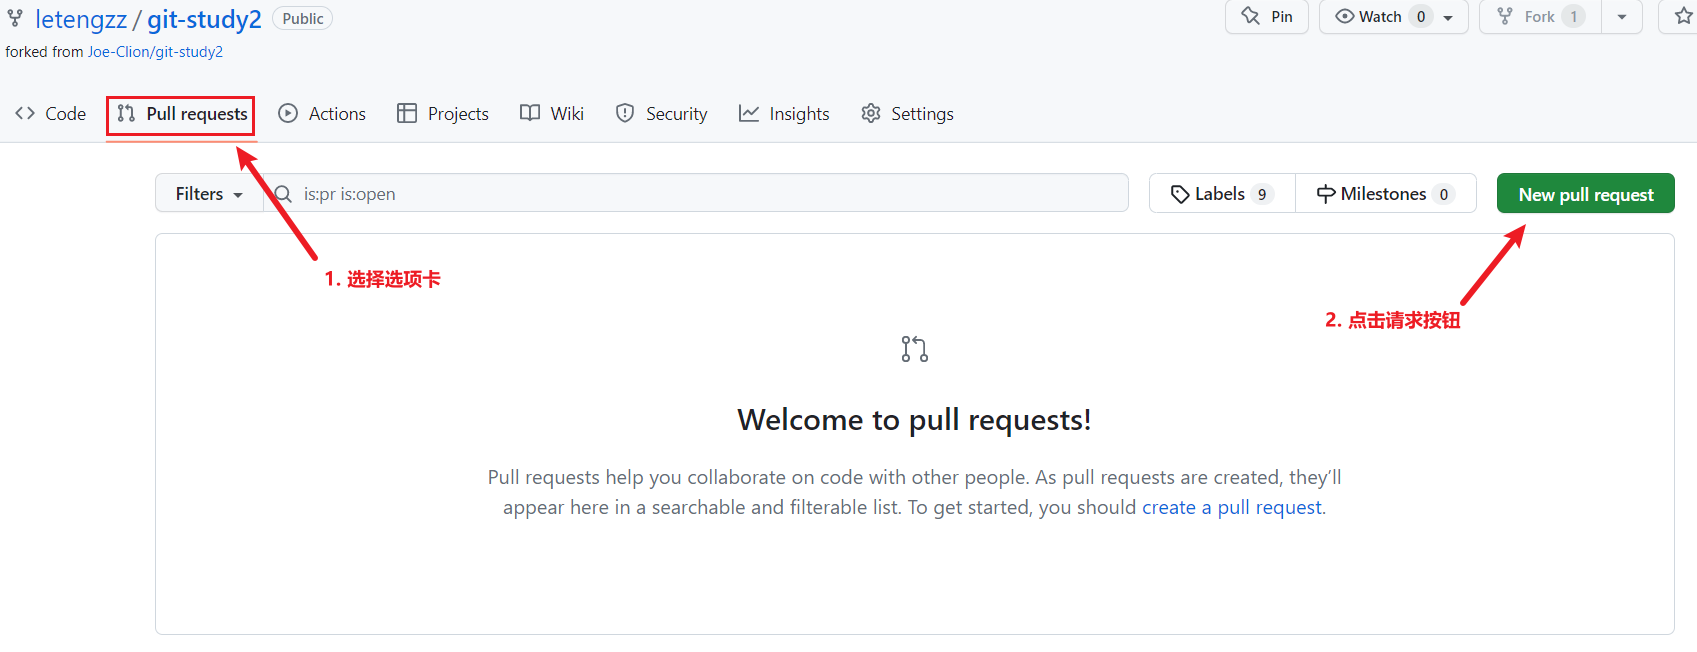 letengzz / git-study2 Public
Pin Watch 0 Fork 1
forked from Joe-Clion/git-study2
Code Pull requests Actions Projects Wiki Security Insights Settings
Filters is:pr is:open Labels 9 Milestones 0 New pull request
1. 选择选项卡
2. 点击请求按钮
Welcome to pull requests!
Pull requests help you collaborate on code with other people. As pull requests are created, they’ll
appear here in a searchable and filterable list. To get started, you should create a pull request.